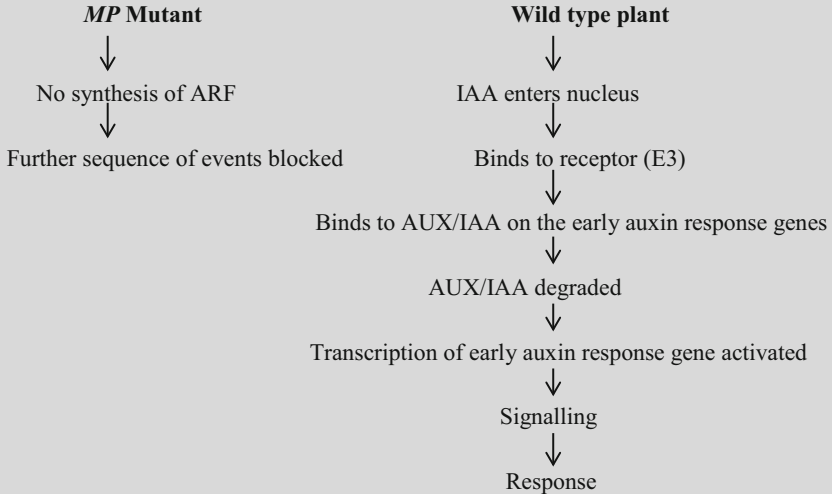 MP Mutant
No synthesis of ARF
Further sequence of events blocked
Wild type plant
IAA enters nucleus
Binds to receptor (E3)
Binds to AUX/IAA on the early auxin response genes
AUX/IAA degraded
Transcription of early auxin response gene activated
Signalling
Response